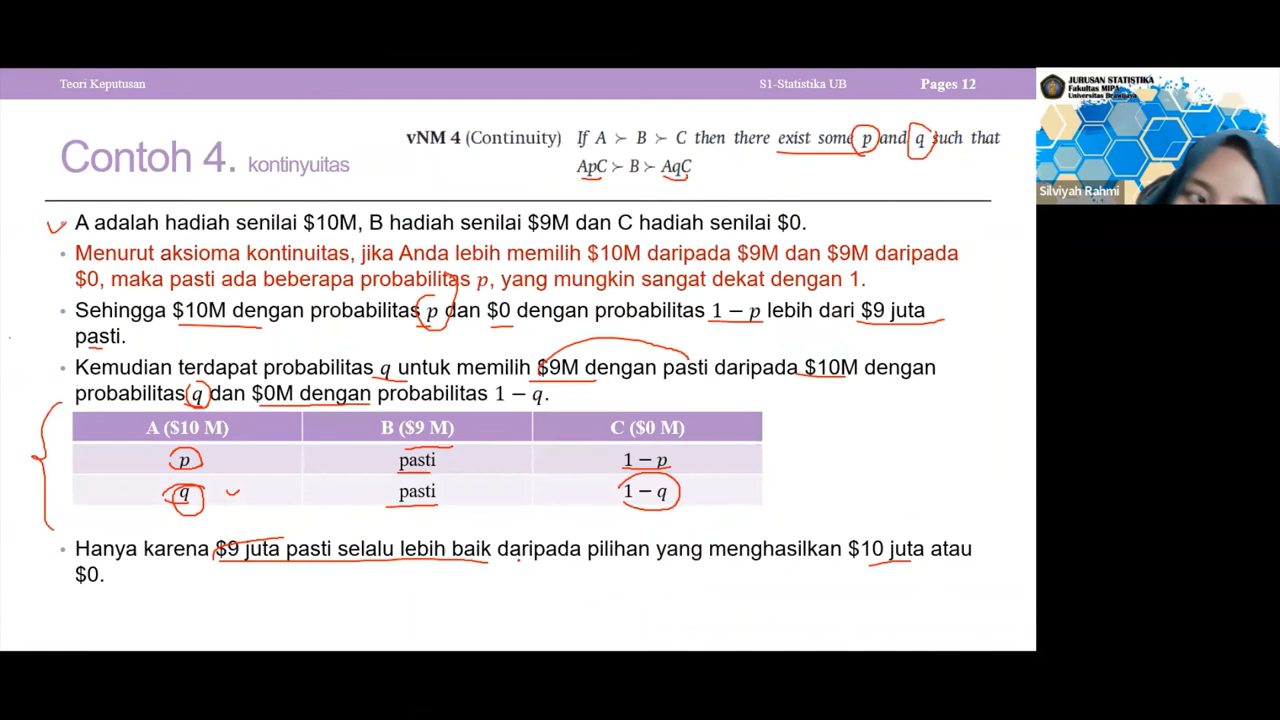 Teori Keputusan
S1-Statistika UB
Pages 12
JURUSAN STATISTIKA
Fakultas MIPA
Universitas Brawijaya
Contoh 4. kontinyuitas
vNM 4 (Continuity) If A ≻ B ≻ C then there exist some p and q such that
ApC ≻ B ≻ AqC
Silviyah Rahmi
A adalah hadiah senilai $10M, B hadiah senilai $9M dan C hadiah senilai $0.
• Menurut aksioma kontinuitas, jika Anda lebih memilih $10M daripada $9M dan $9M daripada
$0, maka pasti ada beberapa probabilitas p, yang mungkin sangat dekat dengan 1.
• Sehingga $10M dengan probabilitas p dan $0 dengan probabilitas 1 − p lebih dari $9 juta
pasti.
• Kemudian terdapat probabilitas q untuk memilih $9M dengan pasti daripada $10M dengan
probabilitas q dan $0M dengan probabilitas 1 − q.
A ($10 M) B ($9 M) C ($0 M)
p pasti 1 − p
q pasti 1 − q
• Hanya karena $9 juta pasti selalu lebih baik daripada pilihan yang menghasilkan $10 juta atau
$0.